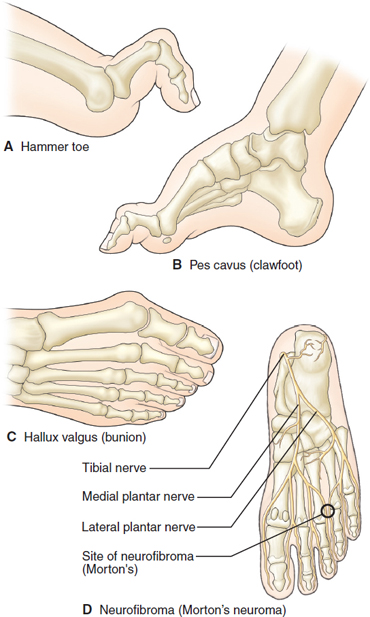 A Hammer toe
B Pes cavus (clawfoot)
C Hallux valgus (bunion)
Tibial nerve
Medial plantar nerve
Lateral plantar nerve
Site of neurofibroma
(Morton's)
D Neurofibroma (Morton's neuroma)